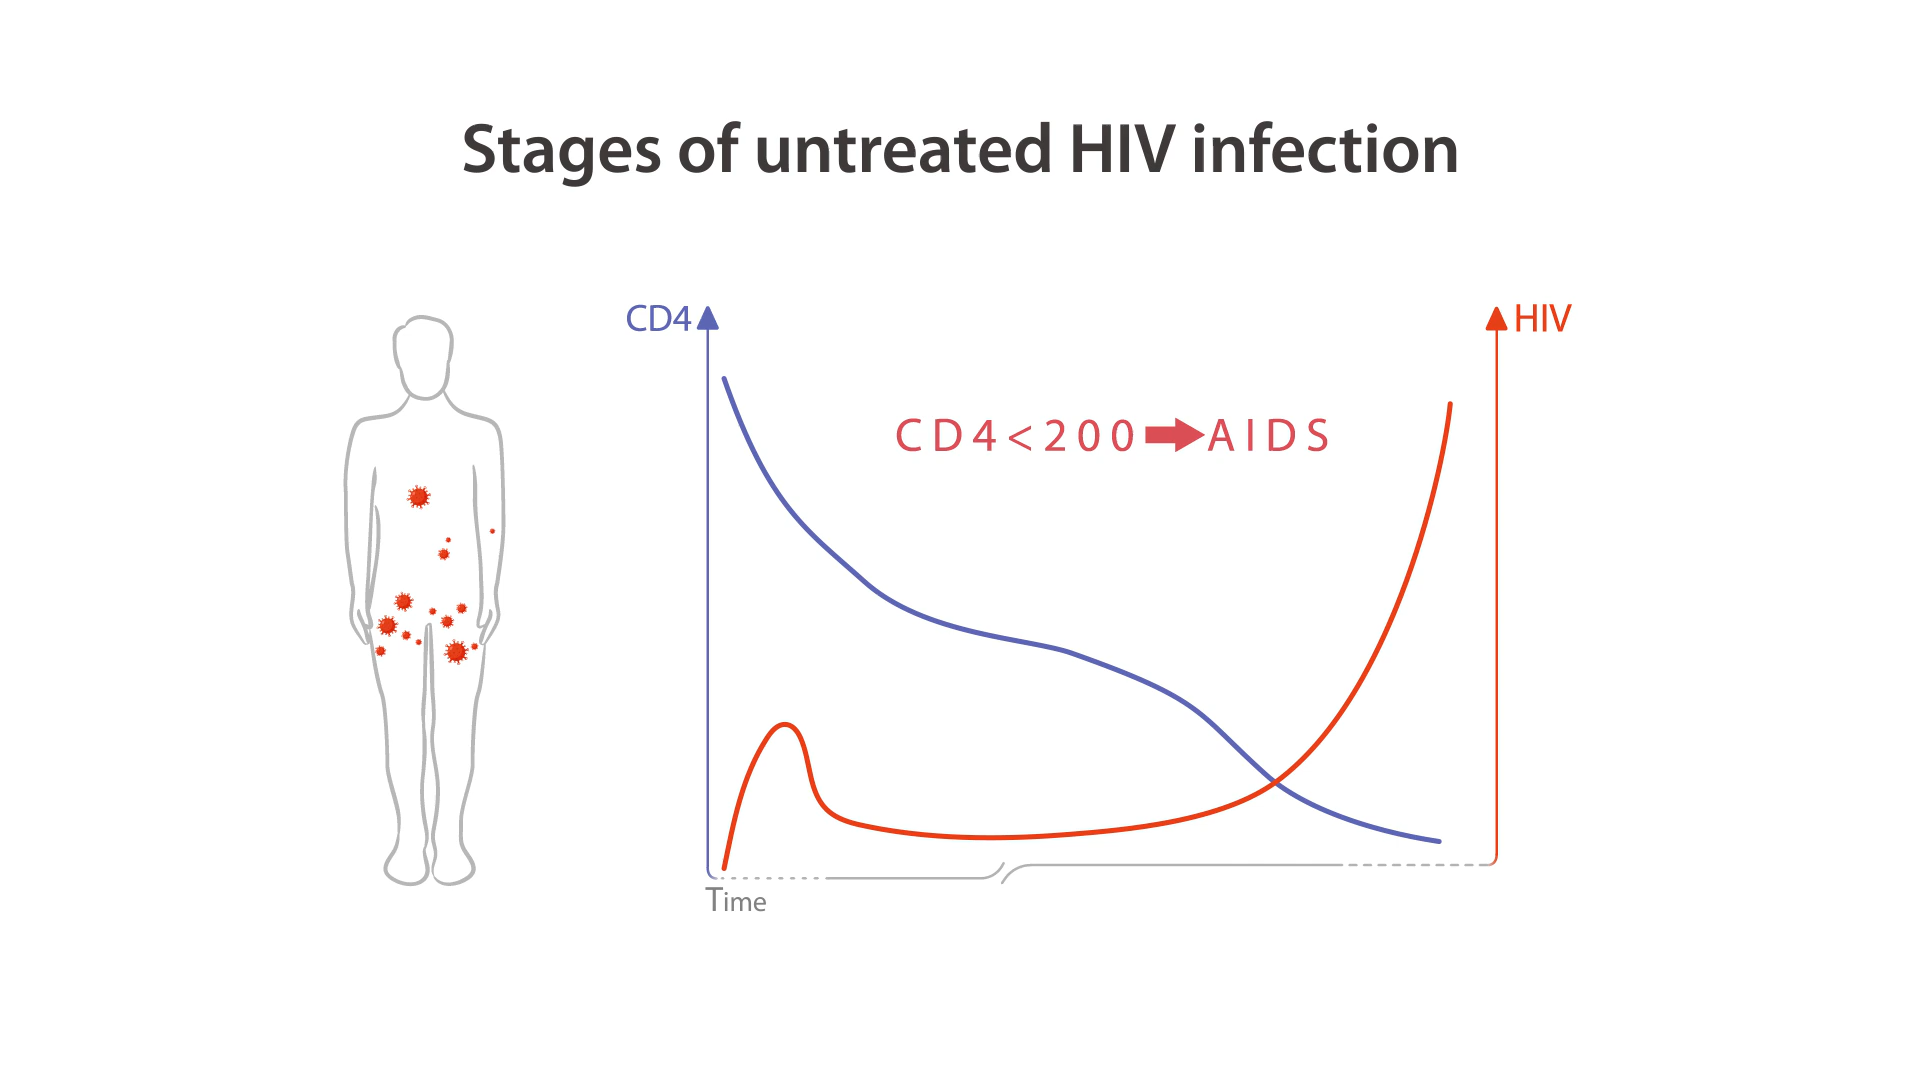 Stages of untreated HIV infection
CD4
HIV
CD4<200➡AIDS
Time